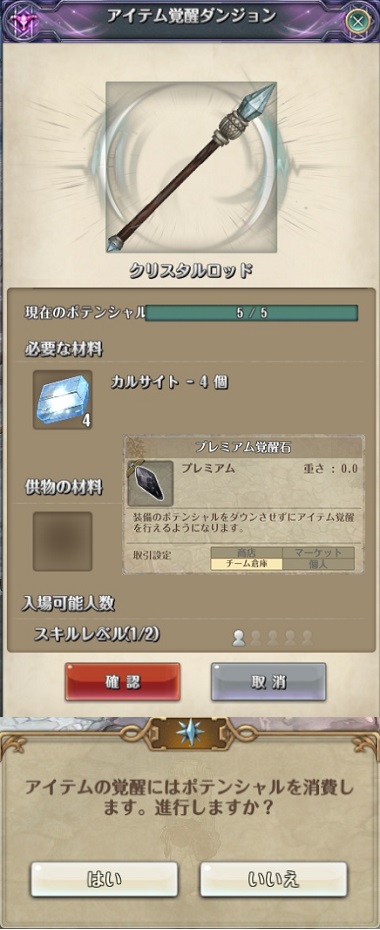 アイテム覚醒ダンジョン
クリスタルロッド
現在のポテンシャル
5 / 5
必要な材料
カルサイト - 4 個
4
プレミアム覚醒石
プレミアム
重さ : 0.0
供物の材料
装備のポテンシャルをダウンさせずにアイテム覚醒
を行えるようになります。
取引設定
商店
マーケット
チーム倉庫
個人
入場可能人数
スキルレベル(1/2)
確認
取消
アイテムの覚醒にはポテンシャルを消費し
ます。進行しますか？
はい
いいえ